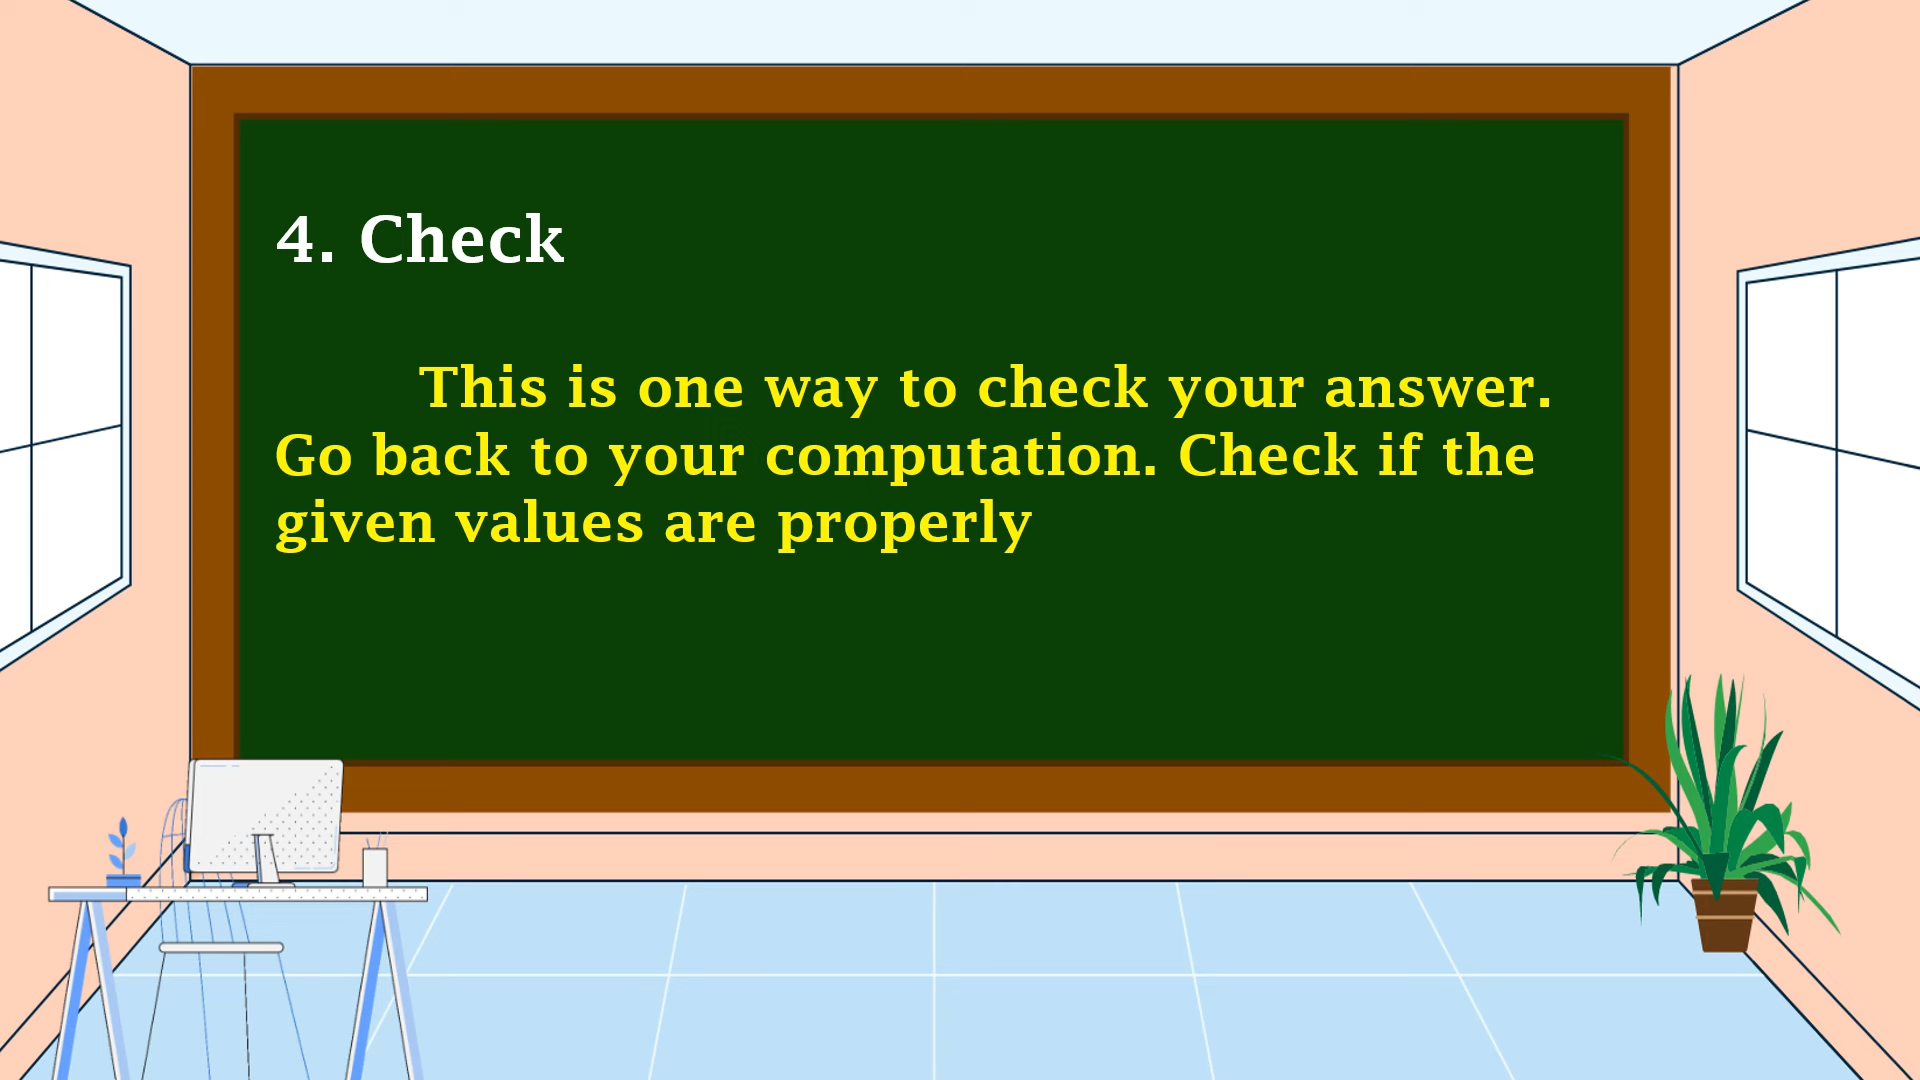 4. Check
This is one way to check your answer.
Go back to your computation. Check if the
given values are properly